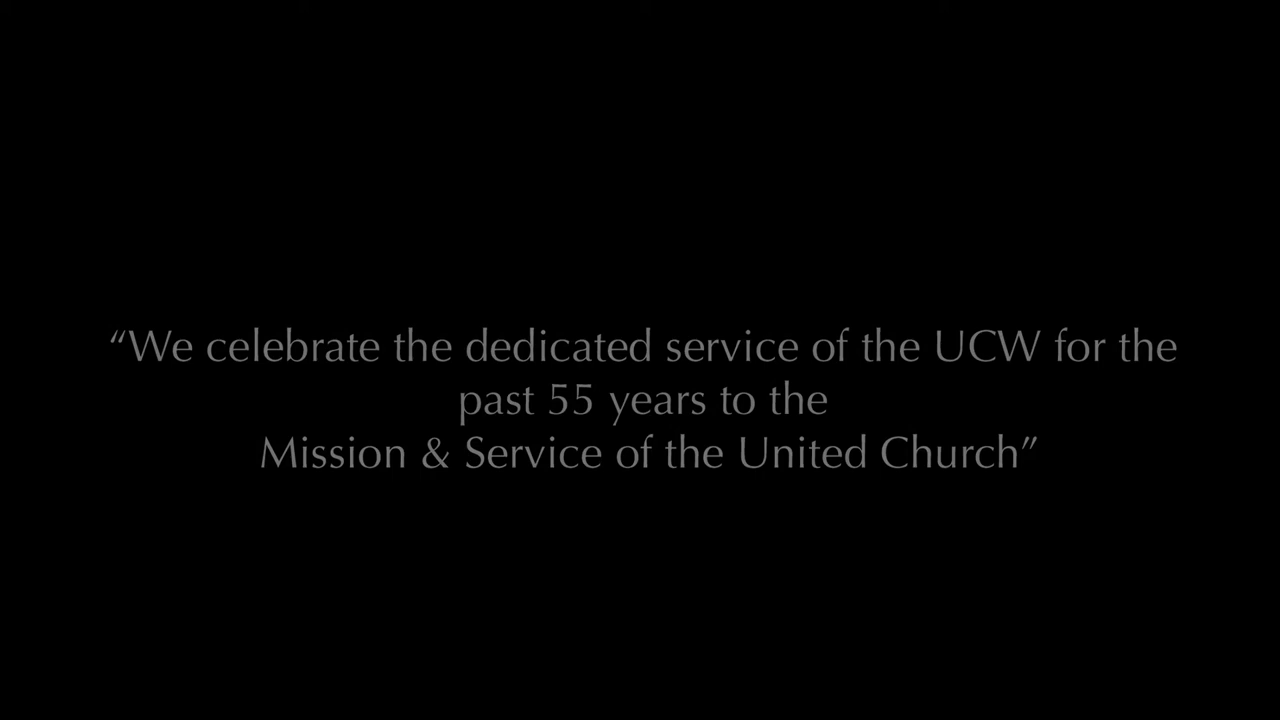 “We celebrate the dedicated service of the UCW for the
past 55 years to the
Mission & Service of the United Church”